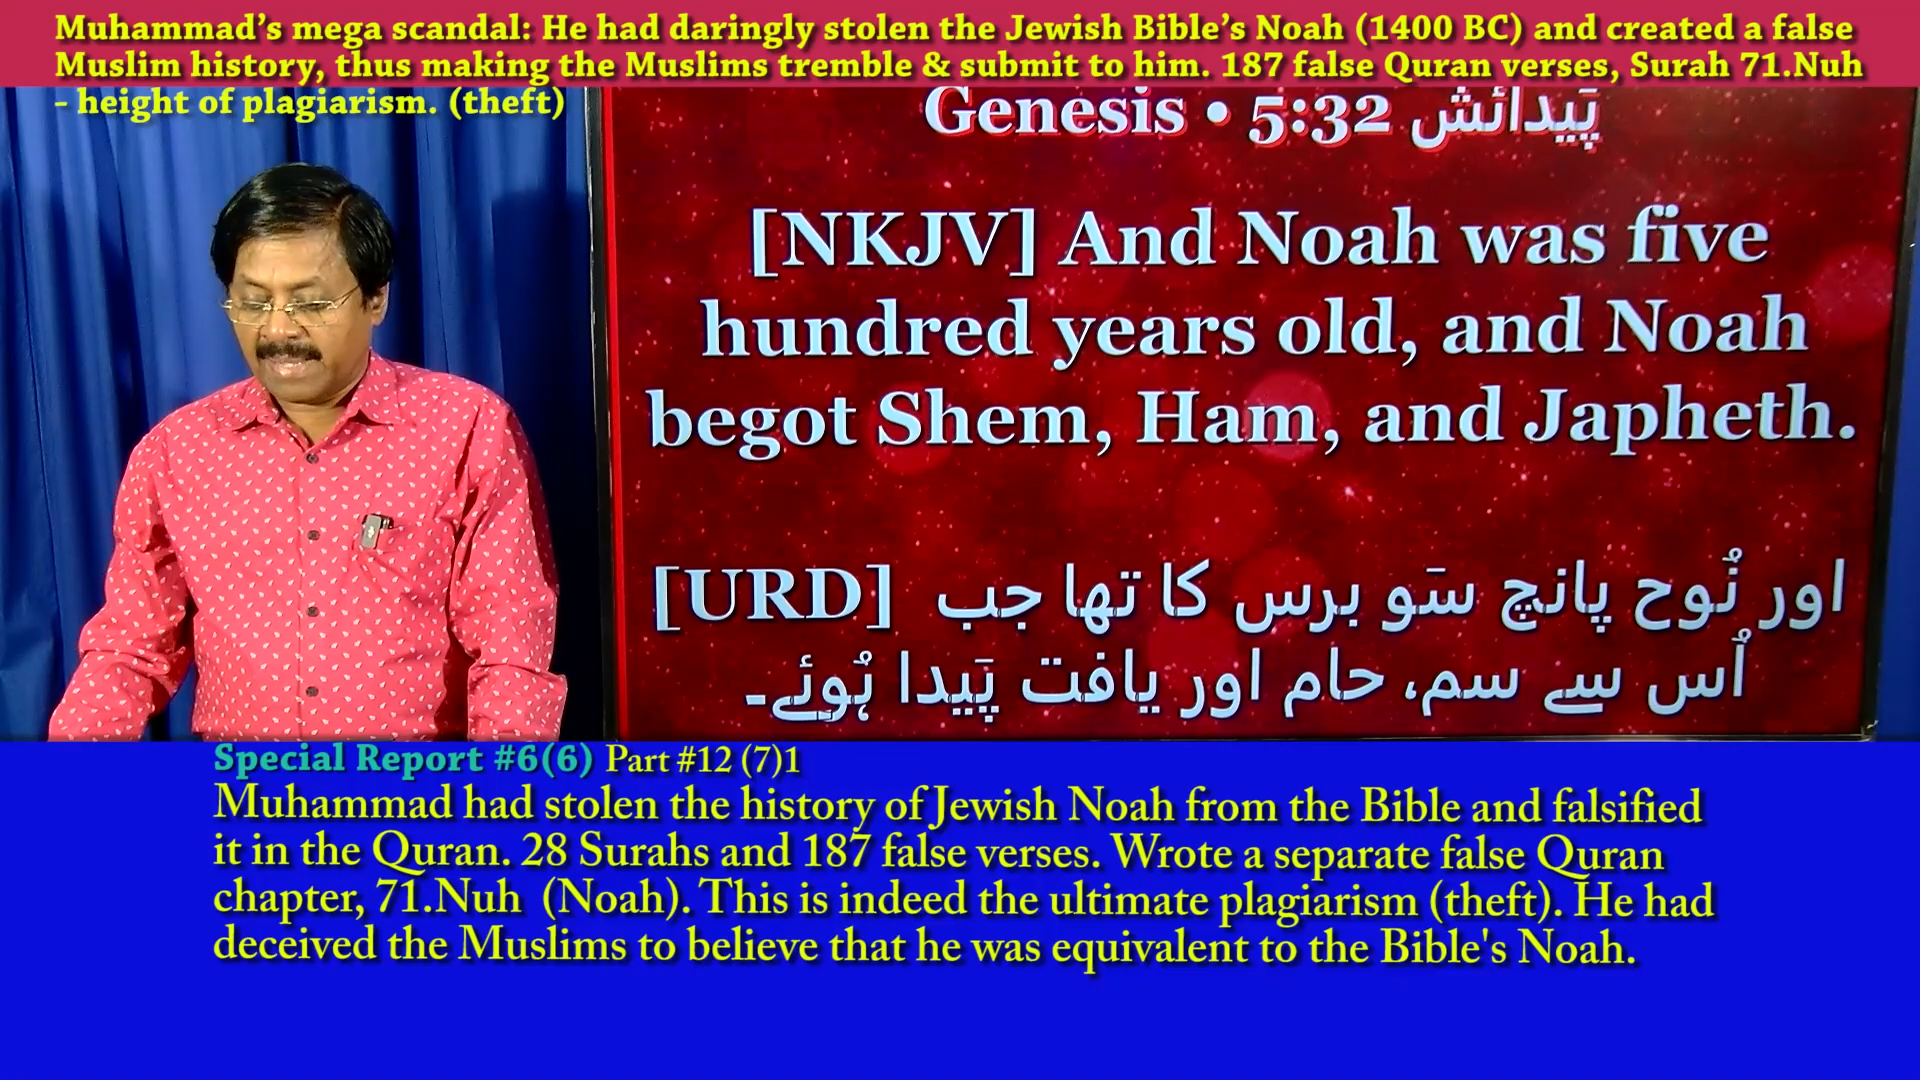 Muhammad’s mega scandal: He had daringly stolen the Jewish Bible’s Noah (1400 BC) and created a false
Muslim history, thus making the Muslims tremble & submit to him. 187 false Quran verses, Surah 71.Nuh
- height of plagiarism. (theft)
Genesis • 5:32 پَیدائش
[NKJV] And Noah was five
hundred years old, and Noah
begot Shem, Ham, and Japheth.
[URD] اور نُوح پانچ سَو برس کا تھا جب
اُس سے سم، حام اور یافت پَیدا ہُوئے۔
Special Report #6(6) Part #12 (7)1
Muhammad had stolen the history of Jewish Noah from the Bible and falsified
it in the Quran. 28 Surahs and 187 false verses. Wrote a separate false Quran
chapter, 71.Nuh (Noah). This is indeed the ultimate plagiarism (theft). He had
deceived the Muslims to believe that he was equivalent to the Bible's Noah.